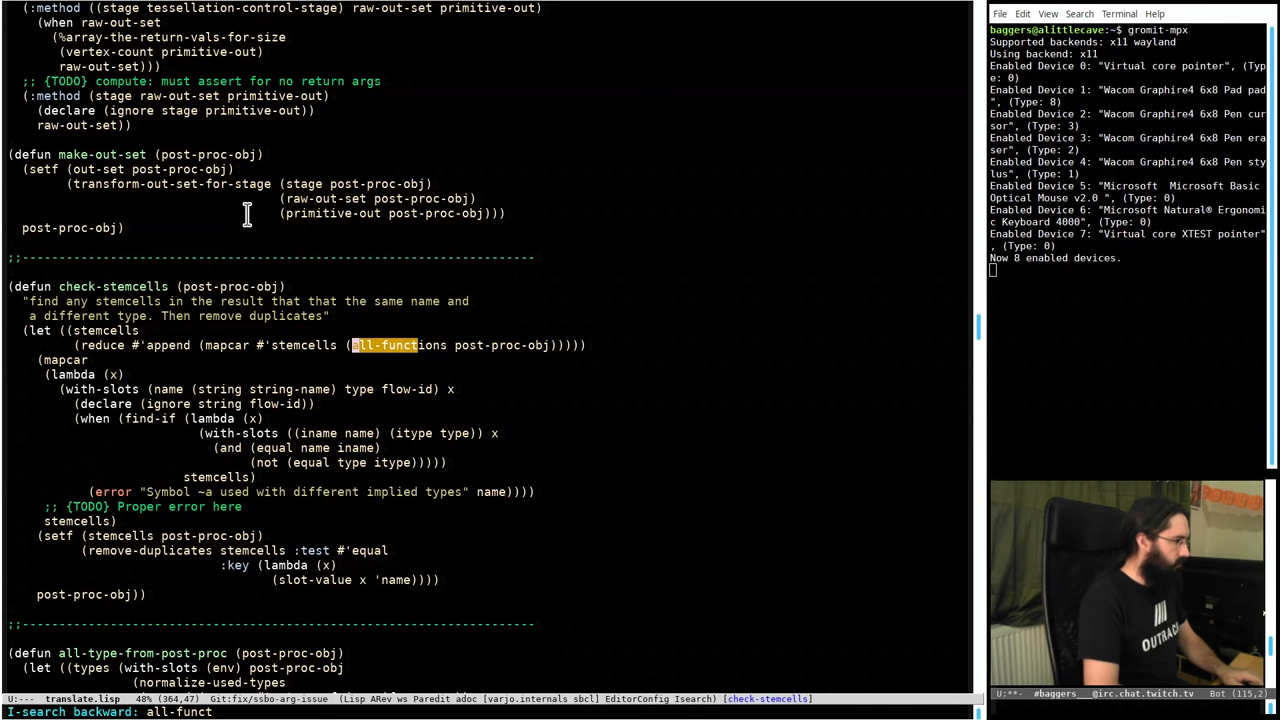 (:method ((stage tessellation-control-stage) raw-out-set primitive-out)
(when
(%array-the-return-vals-for-size
(vertex-count primitive-out)
raw-out-set)))
;; {TODO} compute: must assert for no return args
(:method (stage raw-out-set primitive-out)
(declare (ignore stage primitive-out))
raw-out-set))
(defun make-out-set (post-proc-obj)
(setf (out-set post-proc-obj)
(transform-out-set-for-stage (stage post-proc-obj)
(raw-out-set post-proc-obj)
(primitive-out post-proc-obj)))
post-proc-obj)
;;----------------------------------------------------------------------
(defun check-stemcells (post-proc-obj)
"find any stemcells in the result that that the same name and
a different type. Then remove duplicates"
(let ((stemcells
(reduce #'append (mapcar #'stemcells (all-functions post-proc-obj)))))
(mapcar
(lambda (x)
(with-slots (name (string string-name) type flow-id) x
(declare (ignore string flow-id))
(when (find-if (lambda (x)
(with-slots ((iname name) (itype type)) x
(and (equal name iname)
(not (equal type itype)))))
stemcells)
(error "Symbol ~a used with different implied types" name))))
;; {TODO} Proper error here
stemcells)
(setf (stemcells post-proc-obj)
(remove-duplicates stemcells :test #'equal
:key (lambda (x)
(slot-value x 'name))))
post-proc-obj))
;;----------------------------------------------------------------------
(defun all-type-from-post-proc (post-proc-obj)
(let ((types (with-slots (env) post-proc-obj
(normalize-used-types
U:--- translate.lisp 48% (364,47) Git:fix/ssbo-arg-issue (Lisp ARev ws Paredit adoc [varjo.internals sbcl] EditorConfig Isearch) [check-stemcells]
I-search backward: all-funct
File Edit View Search Terminal Help
baggers@alittlecave:~$ gromit-mpx
Supported backends: x11 wayland
Using backend: x11
Enabled Device 0: "Virtual core pointer", (Typ
e: 0)
Enabled Device 1: "Wacom Graphire4 6x8 Pad pad
", (Type: 8)
Enabled Device 2: "Wacom Graphire4 6x8 Pen cur
sor", (Type: 3)
Enabled Device 3: "Wacom Graphire4 6x8 Pen era
ser", (Type: 2)
Enabled Device 4: "Wacom Graphire4 6x8 Pen sty
lus", (Type: 1)
Enabled Device 5: "Microsoft  Microsoft Basic
Optical Mouse v2.0 ", (Type: 0)
Enabled Device 6: "Microsoft Natural® Ergonomi
c Keyboard 4000", (Type: 0)
Enabled Device 7: "Virtual core XTEST pointer"
, (Type: 0)
Now 8 enabled devices.
OUTRACK
U:**- #baggers___@irc.chat.twitch.tv Bot (115,2)